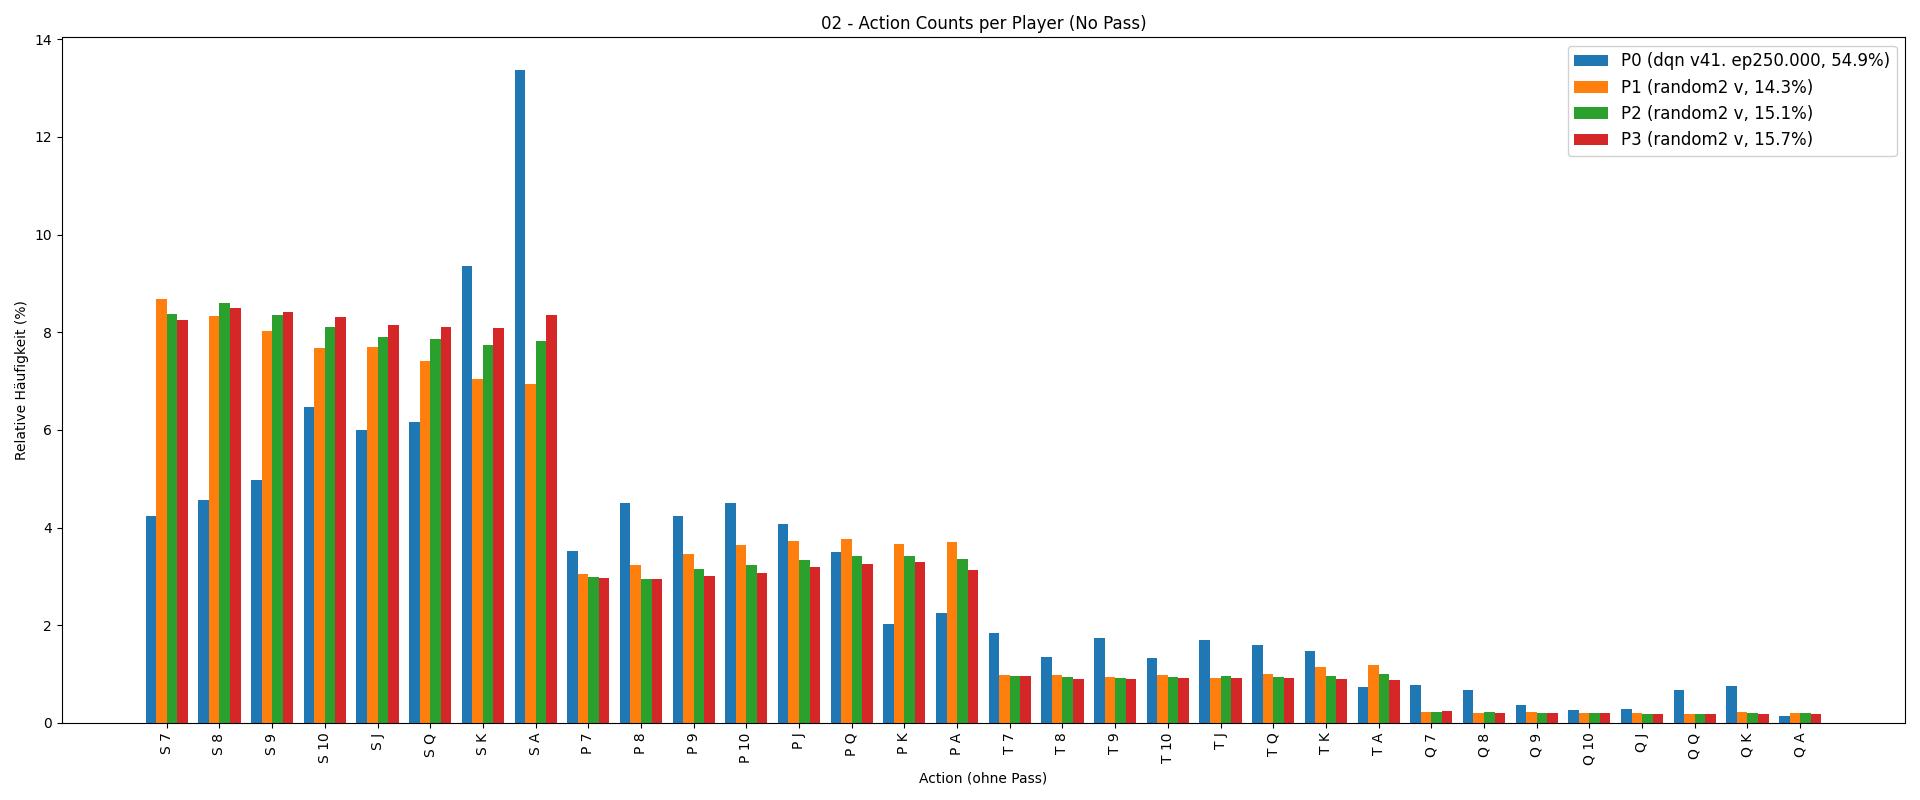 02 - Action Counts per Player (No Pass)
14
12
10
8
6
4
2
0
Relative Häufigkeit (%)
P0 (dqn v41. ep250.000, 54.9%)
P1 (random2 v, 14.3%)
P2 (random2 v, 15.1%)
P3 (random2 v, 15.7%)
S 7
S 8
S 9
S 10
S J
S Q
S K
S A
P 7
P 8
P 9
P 10
P J
P Q
P K
P A
T 7
T 8
T 9
T 10
T J
T Q
T K
T A
Q 7
Q 8
Q 9
Q 10
Q J
Q Q
Q K
Q A
Action (ohne Pass)